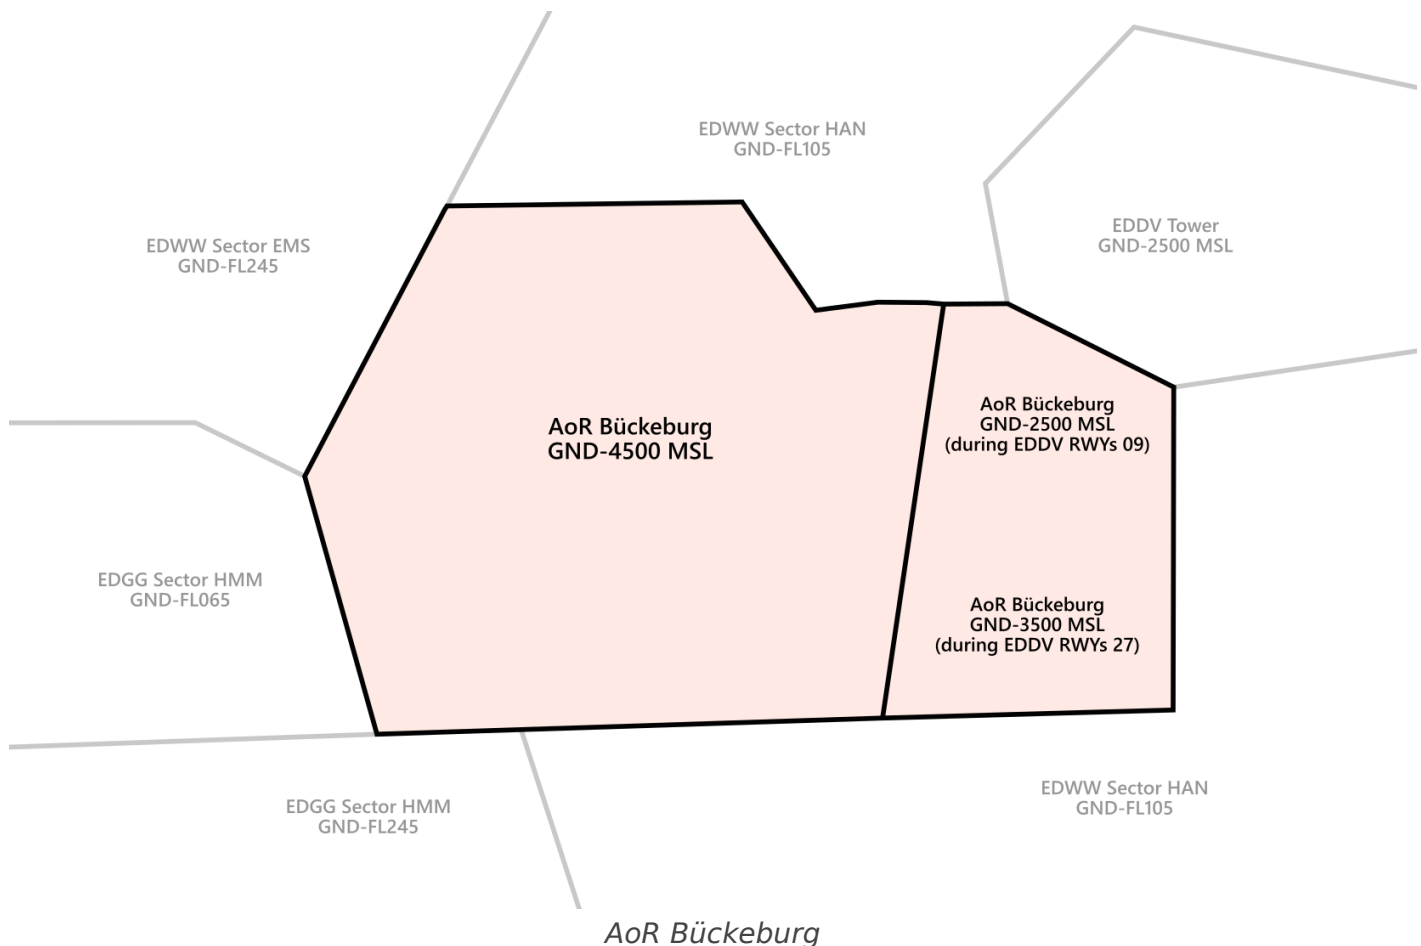 EDWW Sector HAN
GND-FL105
EDDV Tower
GND-2500 MSL
EDWW Sector EMS
GND-FL245
AoR Bückeburg
GND-4500 MSL
AoR Bückeburg
GND-2500 MSL
(during EDDV RWYs 09)
EDGG Sector HMM
GND-FL065
AoR Bückeburg
GND-3500 MSL
(during EDDV RWYs 27)
EDGG Sector HMM
GND-FL245
EDWW Sector HAN
GND-FL105
AoR Bückeburg